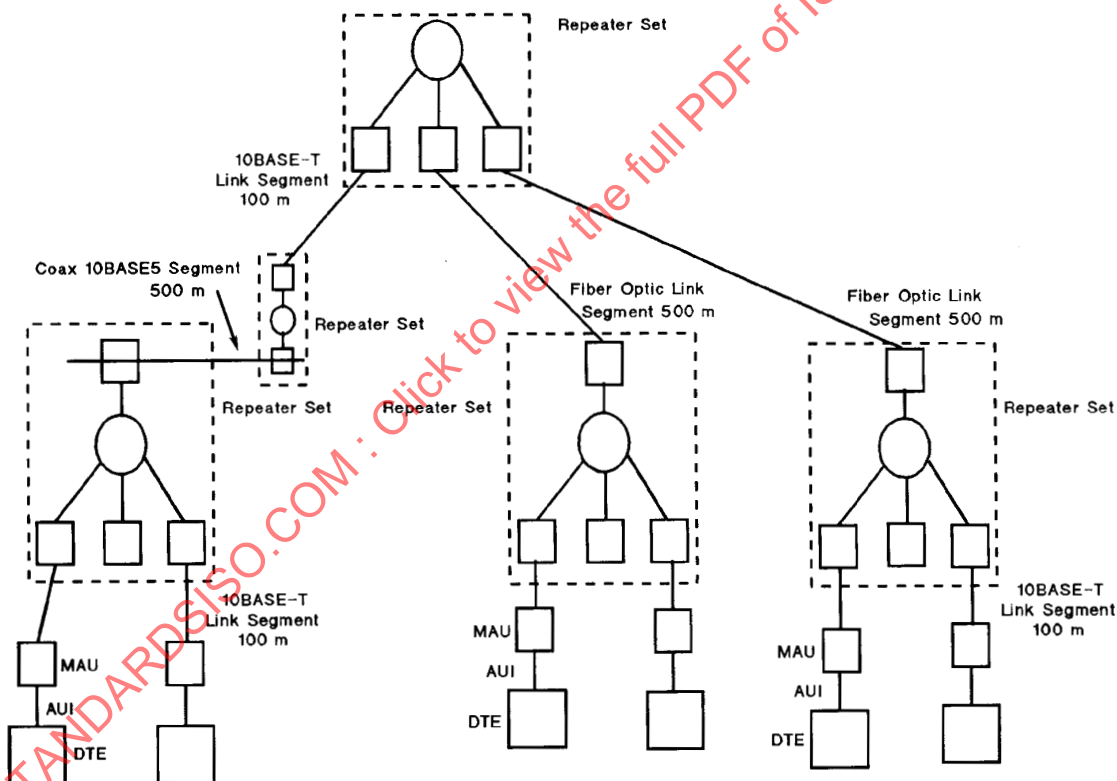 Repeater Set
10BASE-T
Link Segment
100 m
Coax 10BASE5 Segment
500 m
Repeater Set
Fiber Optic Link
Segment 500 m
Fiber Optic Link
Segment 500 m
Repeater Set
Repeater Set
Repeater Set
10BASE-T
Link Segment
100 m
10BASE-T
Link Segment
100 m
MAU
AUI
DTE
MAU
AUI
DTE
MAU
AUI
DTE
STANDARDSISO.COM : Click to view the full PDF of